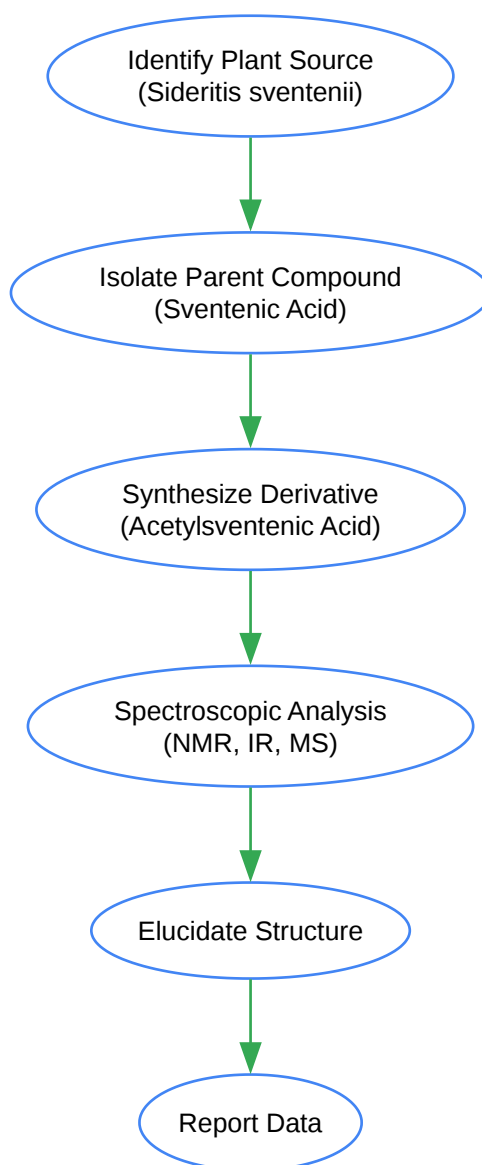 Identify Plant Source
(Sideritis sventenii)
Isolate Parent Compound
(Sventenic Acid)
Synthesize Derivative
(Acetylsventenic Acid)
Spectroscopic Analysis
(NMR, IR, MS)
Elucidate Structure
Report Data